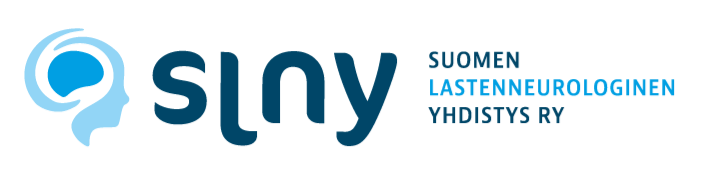 slny
SUOMEN
LASTENNEUROLOGINEN
YHDISTYS RY